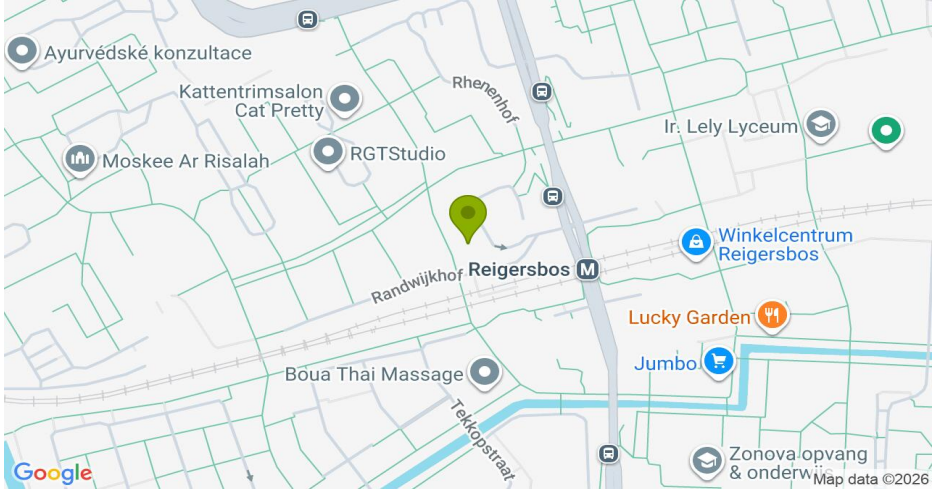 Ayurvédské konzultace
Rhenenhof
Kattentrimsalon
Cat Pretty
Ir. Lely Lyceum
RGTStudio
Moskee Ar Risalah
Winkelcentrum
Reigersbos
Reigersbos M
Randwijkhof
Lucky Garden
Jumbo
Boua Thai Massage
Tekkopstraat
Zonova opvang
& onderwijs
Google
Map data ©2026